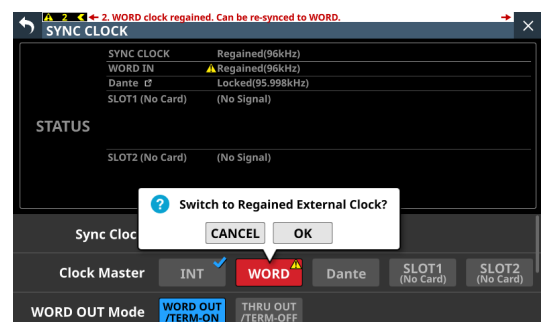 2 2. WORD clock regained. Can be re-synced to WORD.
SYNC CLOCK
SYNC CLOCK Regained(96kHz)
WORD IN Regained(96kHz)
Dante Locked(95.998kHz)
SLOT1 (No Card) (No Signal)
STATUS
SLOT2 (No Card) (No Signal)
Switch to Regained External Clock?
Sync Cloc CANCEL OK
Clock Master INT WORD Dante SLOT1 (No Card) SLOT2 (No Card)
WORD OUT Mode WORD OUT /TERM-ON THRU OUT /TERM-OFF